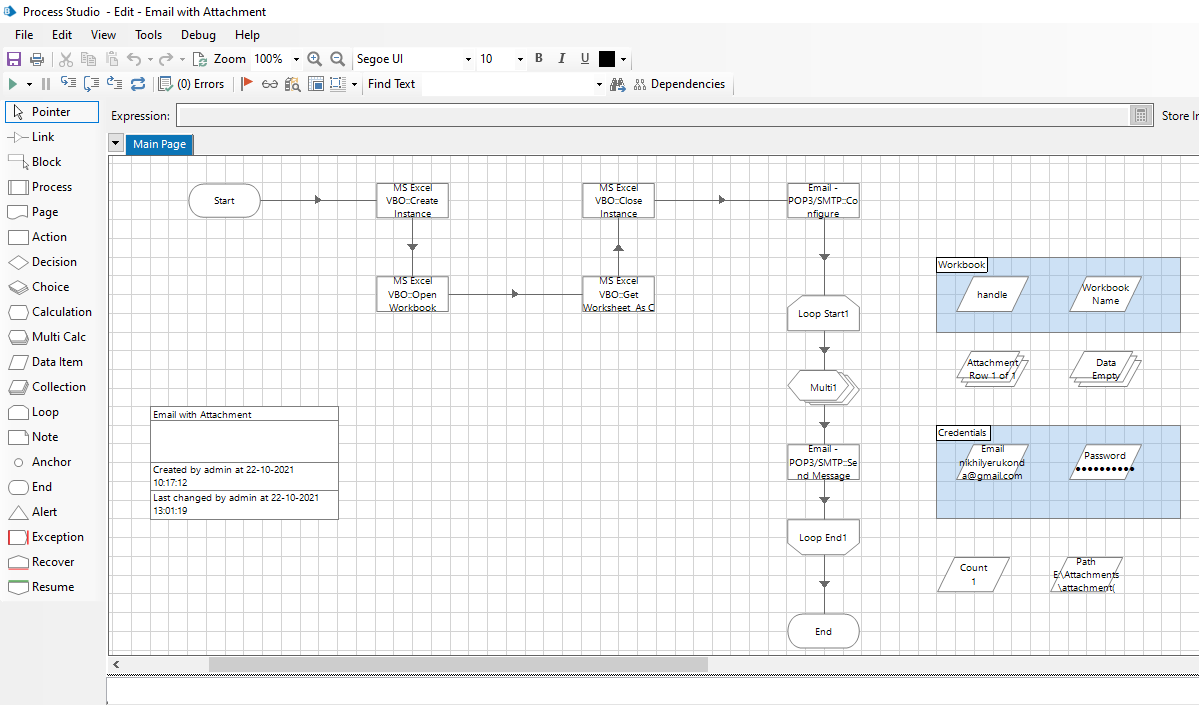 Process Studio - Edit - Email with Attachment
File Edit View Tools Debug Help
Zoom 100% Segoe UI 10 B I U
(0) Errors Find Text Dependencies
Pointer
Link
Block
Process
Page
Action
Decision
Choice
Calculation
Multi Calc
Data Item
Collection
Loop
Note
Anchor
End
Alert
Exception
Recover
Resume
Expression:
Store In
Main Page
Start
MS Excel
VBO::Create
Instance
MS Excel
VBO::Open
Workbook
MS Excel
VBO::Close
Instance
MS Excel
VBO::Get
Worksheet As C
Email -
POP3/SMTP::Co
nfigure
Loop Start1
Multi1
Email -
POP3/SMTP::Se
nd Message
Loop End1
End
Email with Attachment
Created by admin at 22-10-2021
10:17:12
Last changed by admin at 22-10-2021
13:01:19
Workbook
handle
Workbook
Name
Attachment
Row 1 of 1
Data
Empty
Credentials
Email
nikhilyerukond
a@gmail.com
Password
●●●●●●●●●●
Count
1
Path
E:\Attachments
\attachment(